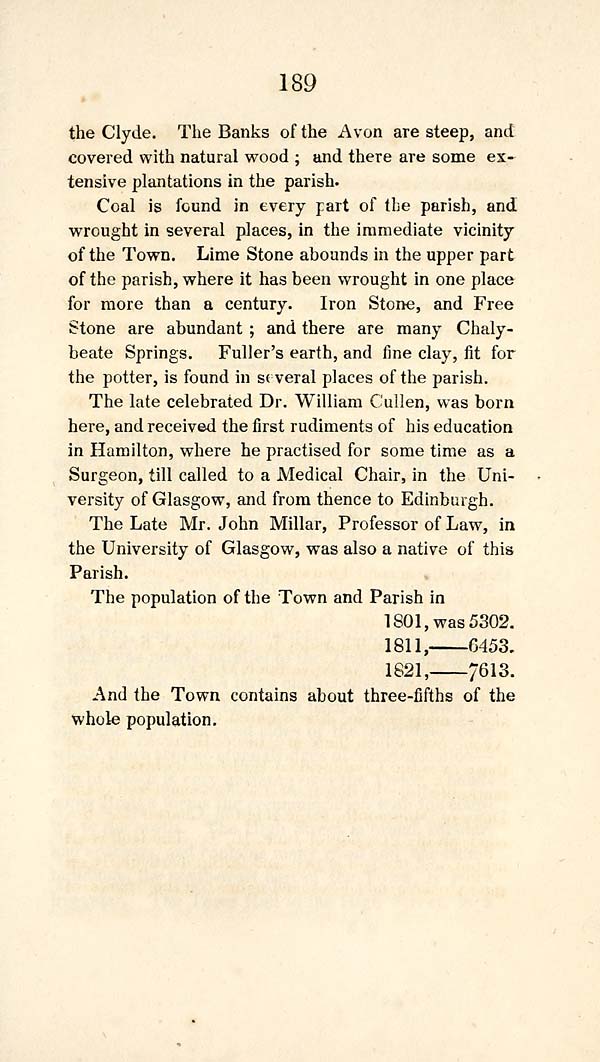 189
the Clyde. The Banks of the Avon are steep, and
covered with natural wood ; and there are some ex-
tensive plantations in the parish.
Coal is found in every part of the parish, and
wrought in several places, in the immediate vicinity
of the Town. Lime Stone abounds in the upper part
of the parish, where it has been wrought in one place
for more than a century. Iron Stone, and Free
Stone are abundant ; and there are many Chaly-
beate Springs. Fuller's earth, and fine clay, fit for
the potter, is found in several places of the parish.
The late celebrated Dr. William Cullen, was born
here, and received the first rudiments of his education
in Hamilton, where he practised for some time as a
Surgeon, till called to a Medical Chair, in the Uni-
versity of Glasgow, and from thence to Edinburgh.
The Late Mr. John Millar, Professor of Law, in
the University of Glasgow, was also a native of this
Parish.
The population of the Town and Parish in
1801, was 5302.
1811,——6453.
1821,——7613.
And the Town contains about three-fifths of the
whole population.